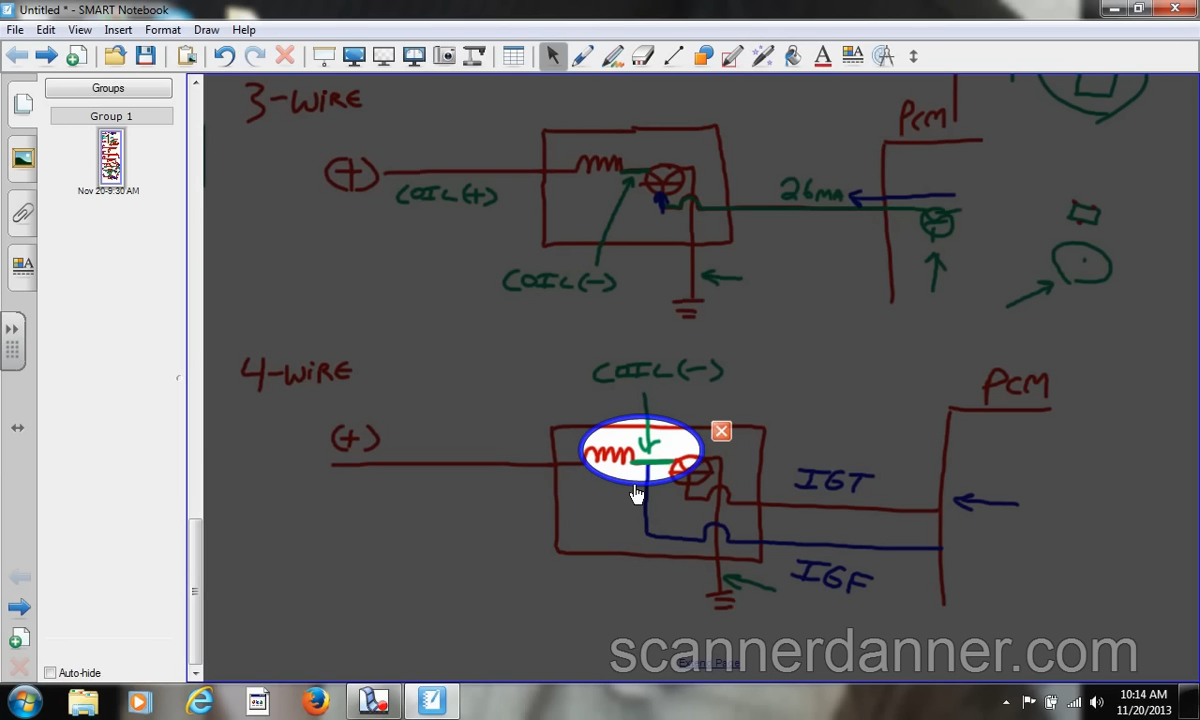 Untitled * - SMART Notebook
File Edit View Insert Format Draw Help
Groups
Group 1
Nov 20-9:30 AM
3-WIRE
PCM
COIL(+)
26mA
COIL(-)
4-WIRE
COIL(-)
PCM
(+)
IGT
IGF
scannerdanner.com
Extend Page
Auto-hide
10:14 AM
11/20/2013